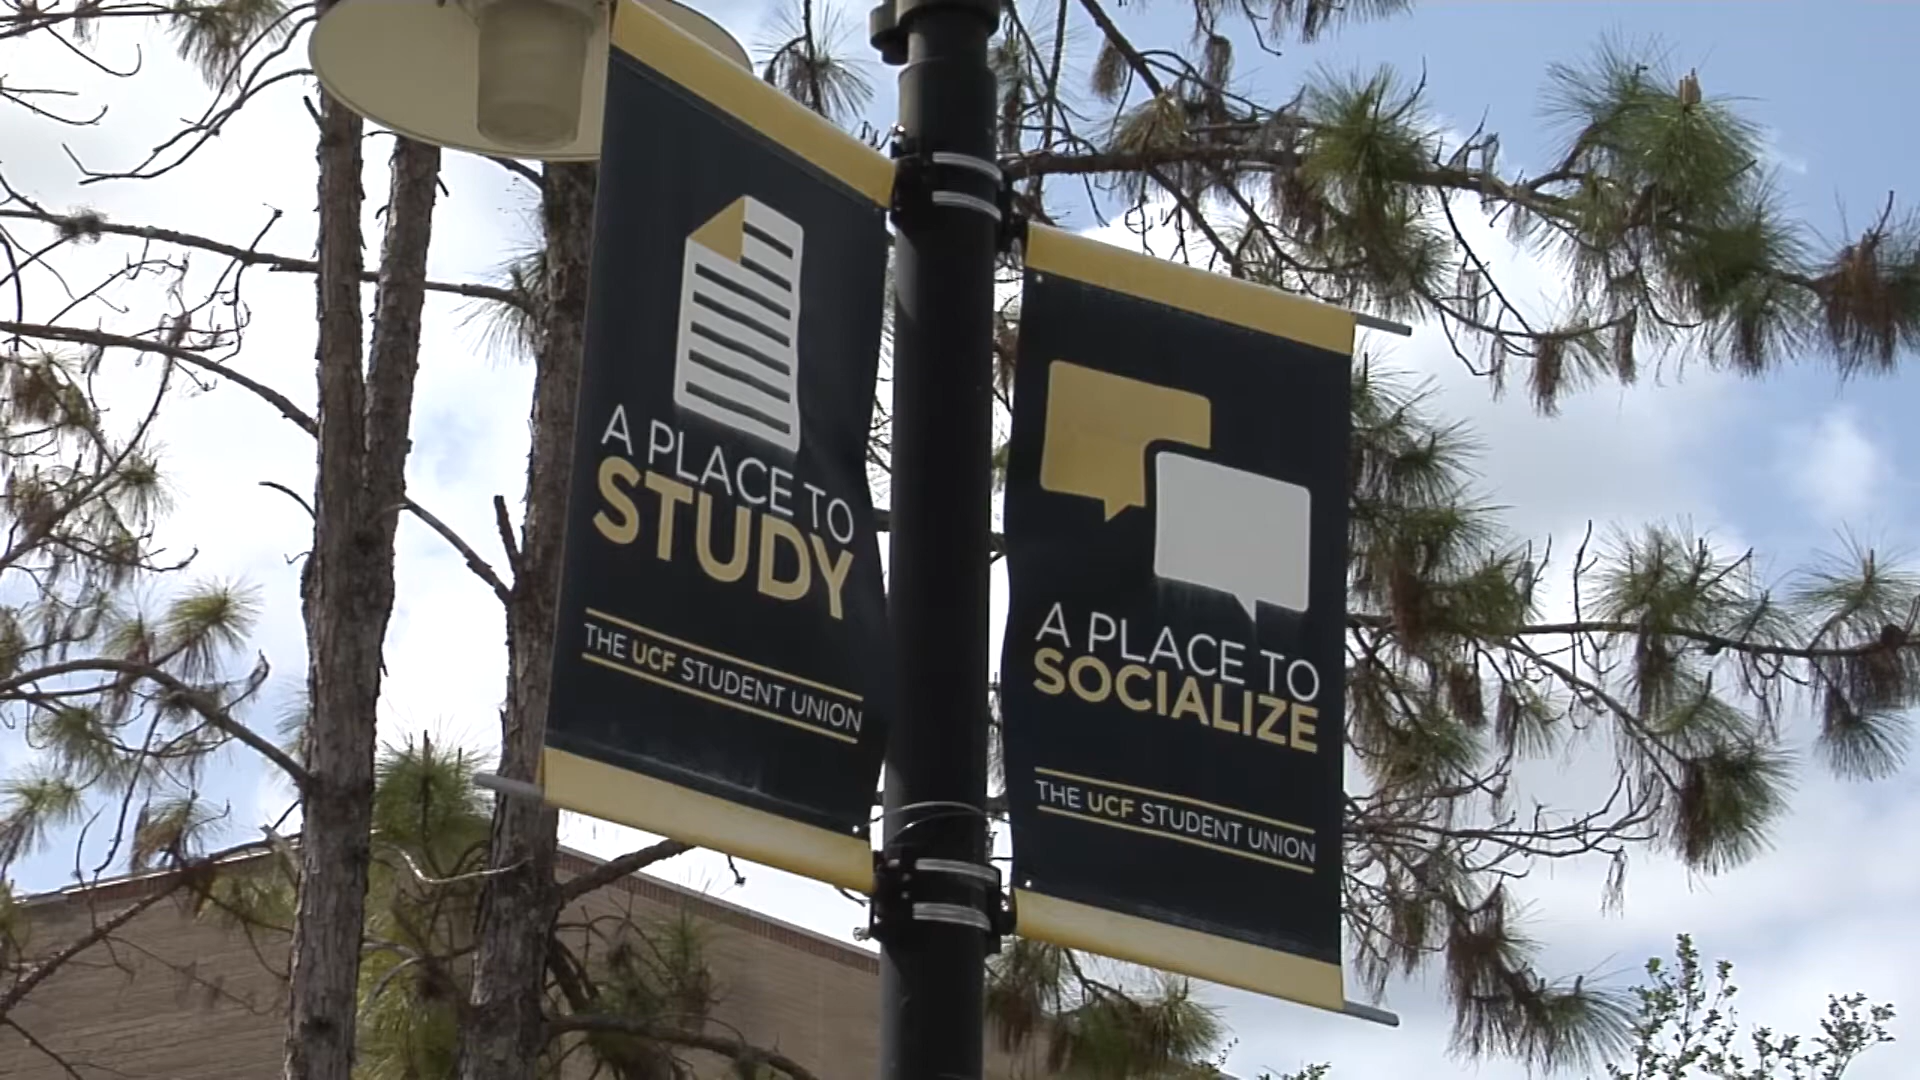 A PLACE TO
STUDY
THE UCF STUDENT UNION
A PLACE TO
SOCIALIZE
THE UCF STUDENT UNION